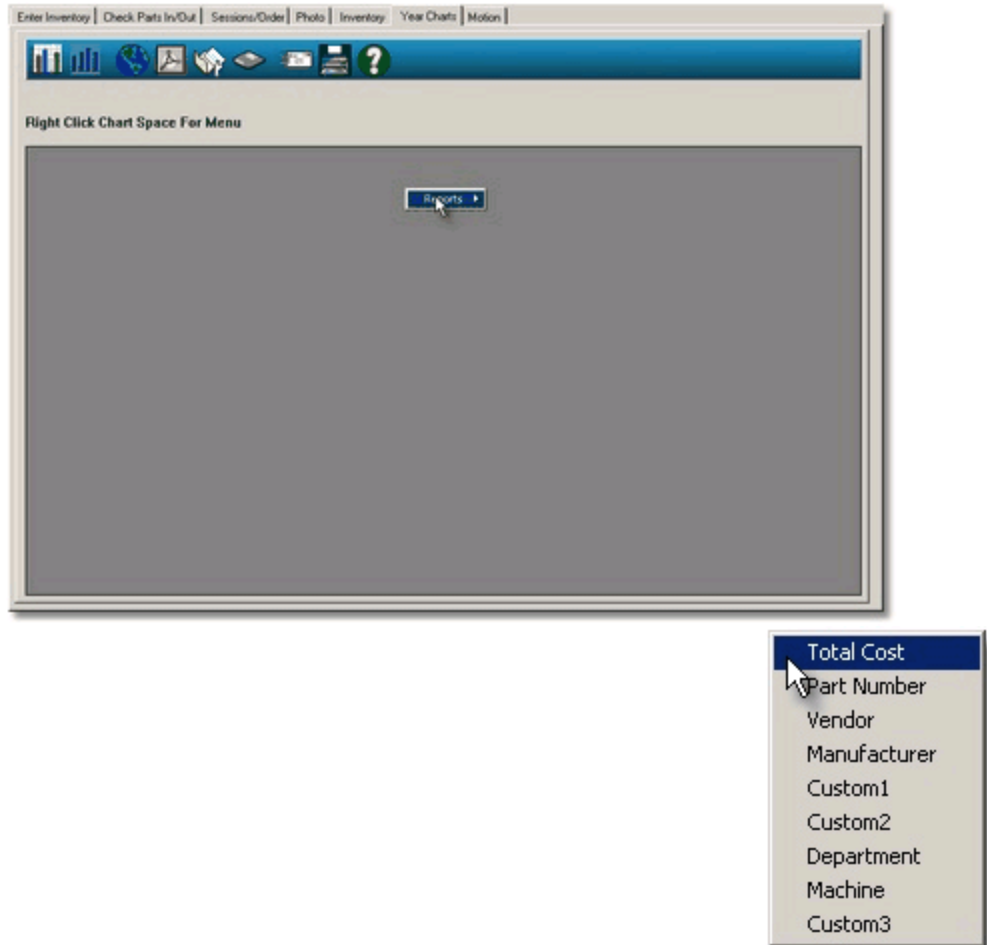 Enter Inventory Check Parts In/Out Sessions/Order Photo Inventory Year Charts Motion
?
Right Click Chart Space For Menu
Reports
Total Cost
Part Number
Vendor
Manufacturer
Custom1
Custom2
Department
Machine
Custom3